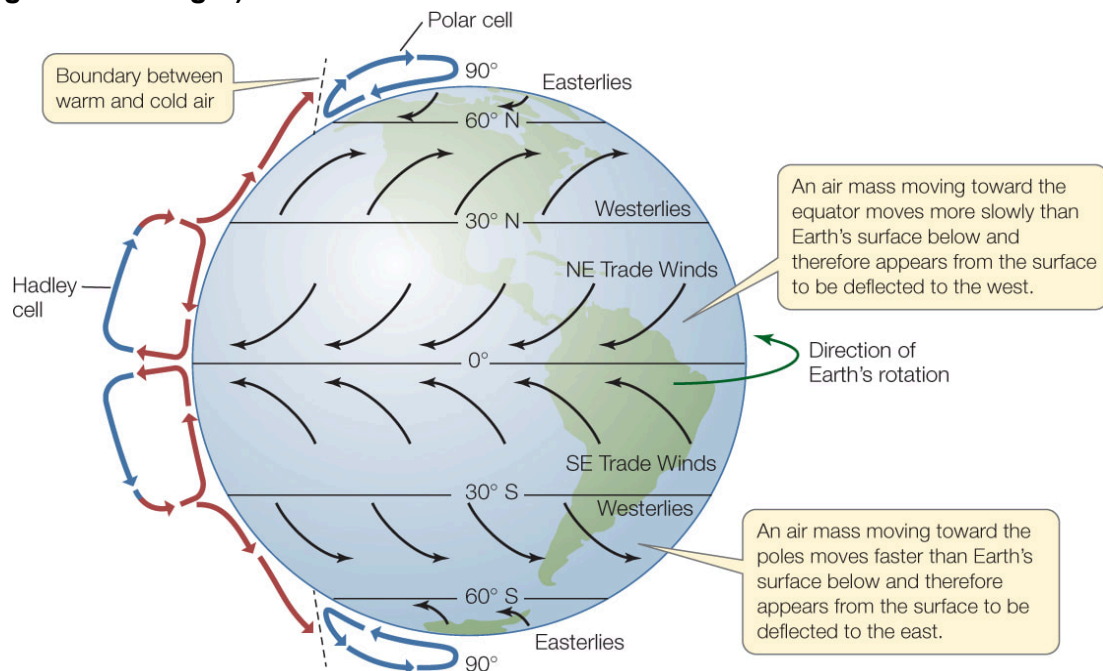 Polar cell
90°
Easterlies
Boundary between
warm and cold air
60° N
An air mass moving toward the
equator moves more slowly than
Earth's surface below and
therefore appears from the surface
to be deflected to the west.
Westerlies
30° N
NE Trade Winds
Hadley
cell
0°
Direction of
Earth's rotation
SE Trade Winds
30° S
Westerlies
An air mass moving toward the
poles moves faster than Earth's
surface below and therefore
appears from the surface to be
deflected to the east.
60° S
Easterlies
90°